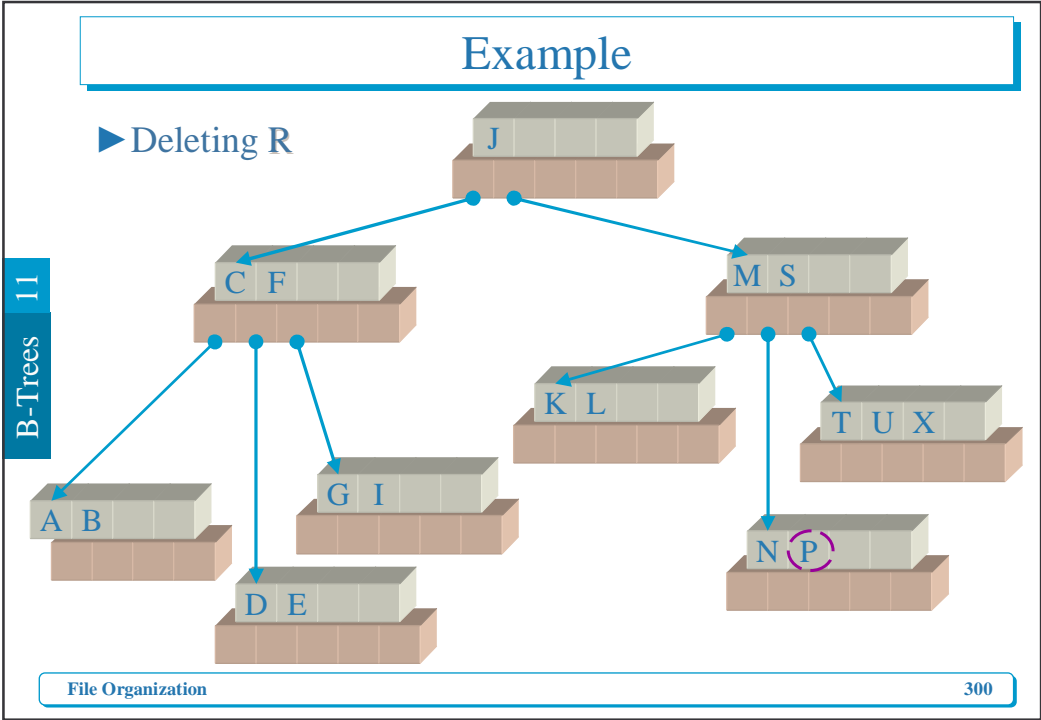 Example
►Deleting R
J
C F
M S
K L
T U X
G I
A B
N P
D E
B-Trees 11
File Organization 300